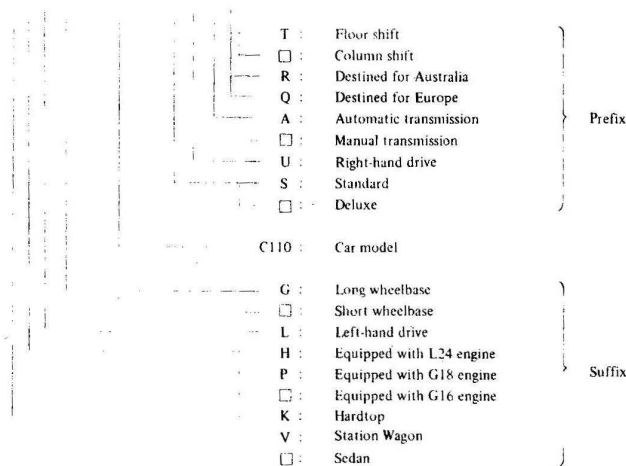 T : Floor shift
□ : Column shift
R : Destined for Australia
Q : Destined for Europe
A : Automatic transmission
□ : Manual transmission
U : Right-hand drive
S : Standard
□ : Deluxe
Prefix
C110 : Car model
G : Long wheelbase
□ : Short wheelbase
L : Left-hand drive
H : Equipped with L24 engine
P : Equipped with G18 engine
□ : Equipped with G16 engine
K : Hardtop
V : Station Wagon
□ : Sedan
Suffix